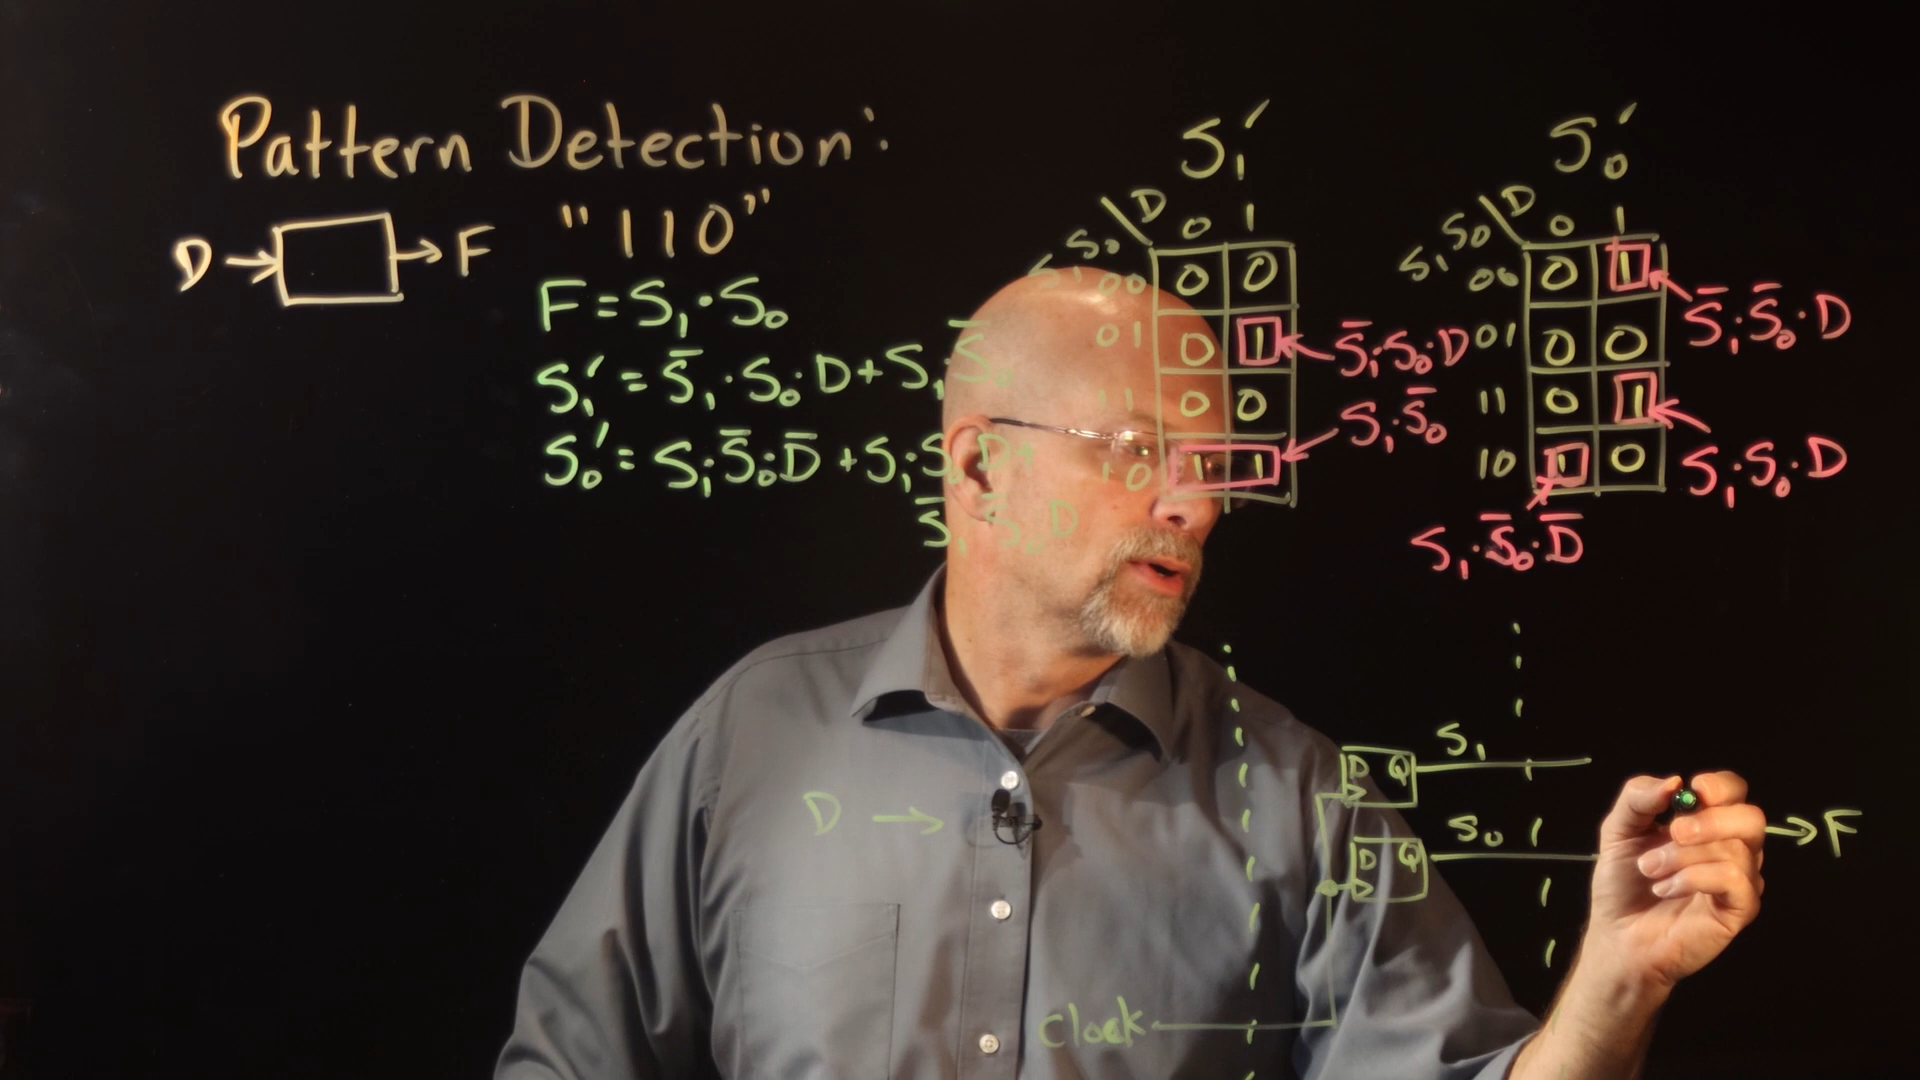 Pattern Detection:
D → → F "110"
F = S₁·S₀
S₁' = S̄₁·S₀·D + S₁·S̄₀
S₀' = S₁·S̄₀·D̄ + S₁·S₀·D +
S̄₁·S̄₀·D
S₁'
D 0 1
S₁S₀
00 0 0
01 0 1 S̄₁·S₀·D
11 0 0 S₁·S̄₀
10 1 1
S₀'
D 0 1
S₁S₀
00 0 1 S̄₁·S̄₀·D
01 0 0
11 0 1 S₁·S₀·D
10 1 0
S₁·S̄₀·D̄
D →
D Q S₁
D Q S₀
→ F
Clock